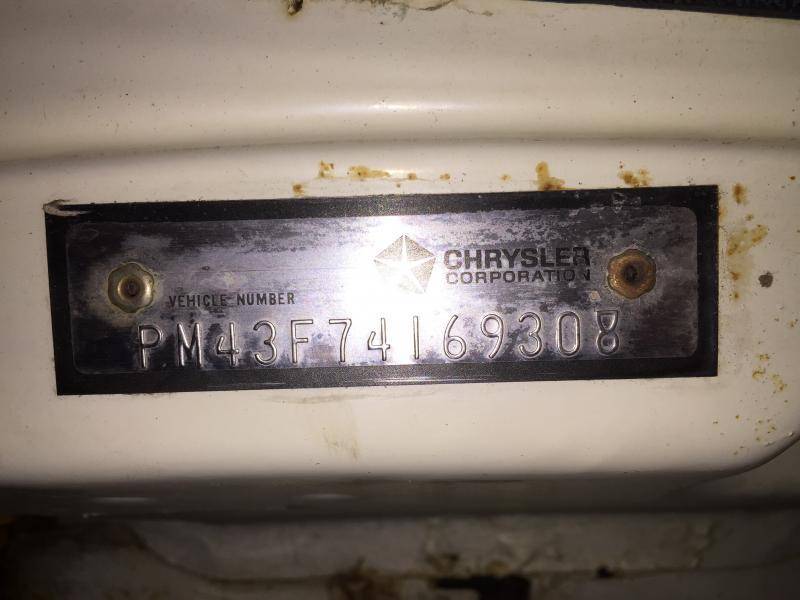 CHRYSLER
CORPORATION
VEHICLE NUMBER
PM43F74169308